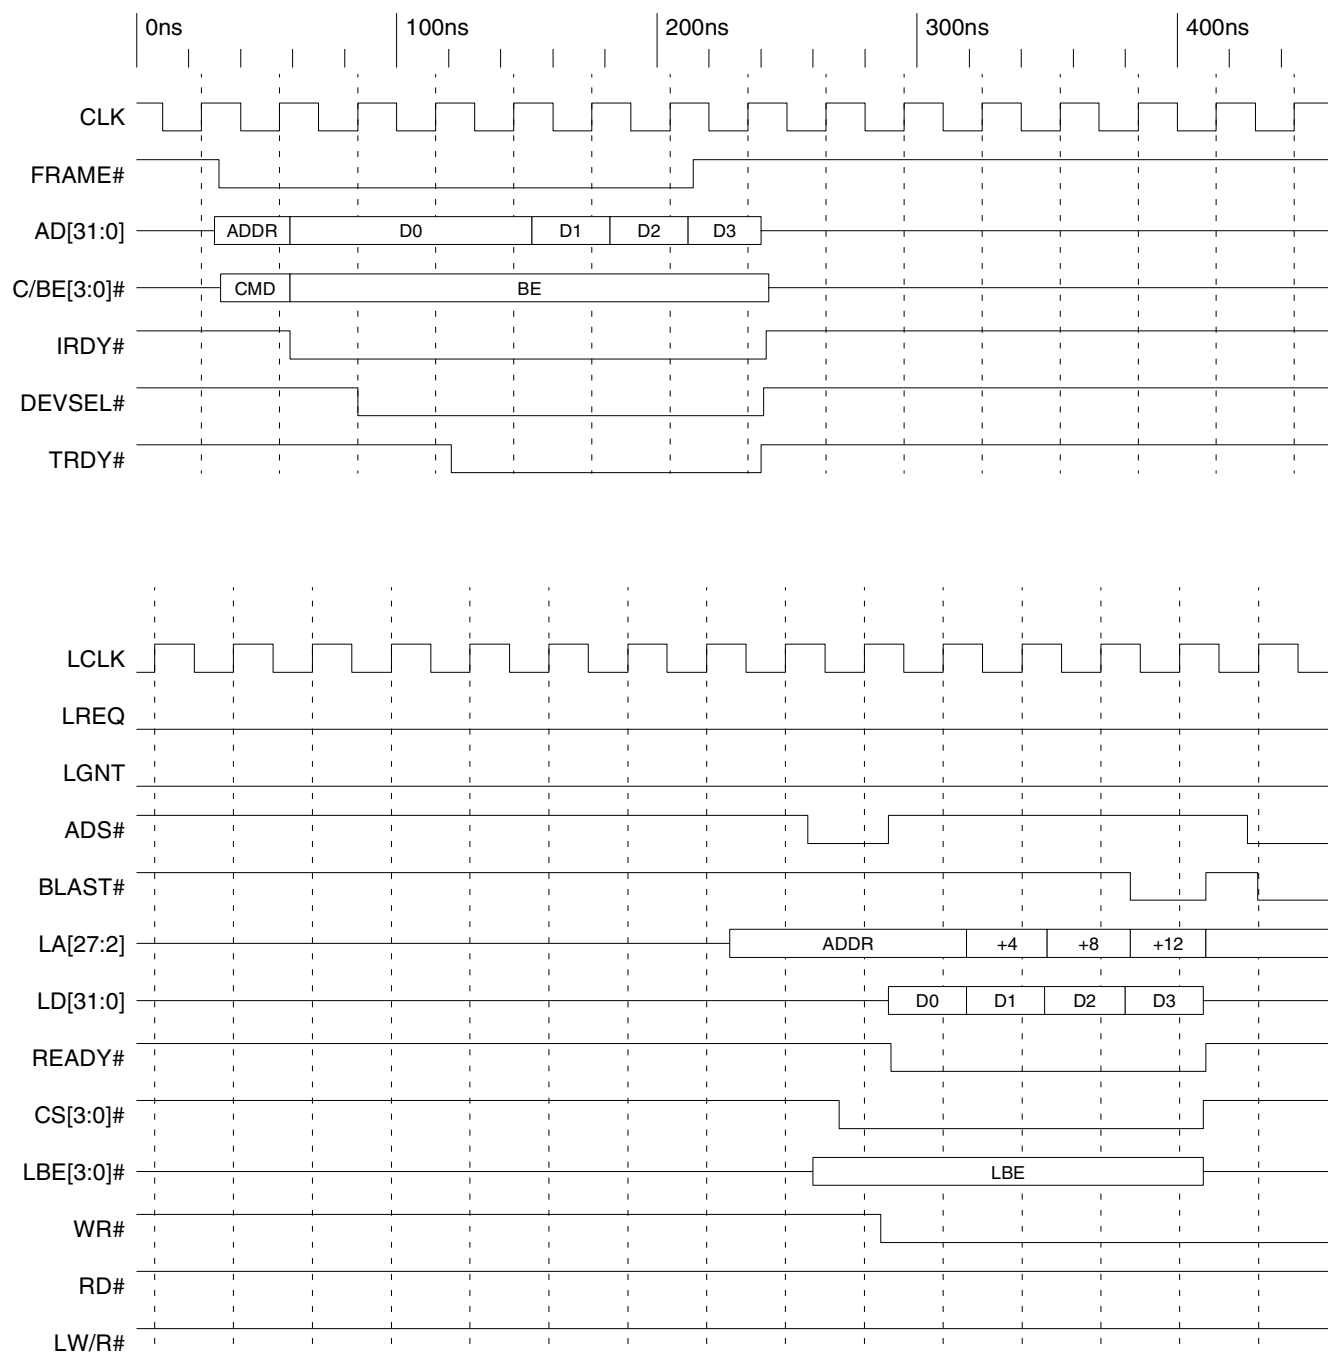 0ns 100ns 200ns 300ns 400ns
CLK
FRAME#
AD[31:0] ADDR D0 D1 D2 D3
C/BE[3:0]# CMD BE
IRDY#
DEVSEL#
TRDY#
LCLK
LREQ
LGNT
ADS#
BLAST#
LA[27:2] ADDR +4 +8 +12
LD[31:0] D0 D1 D2 D3
READY#
CS[3:0]#
LBE[3:0]# LBE
WR#
RD#
LW/R#